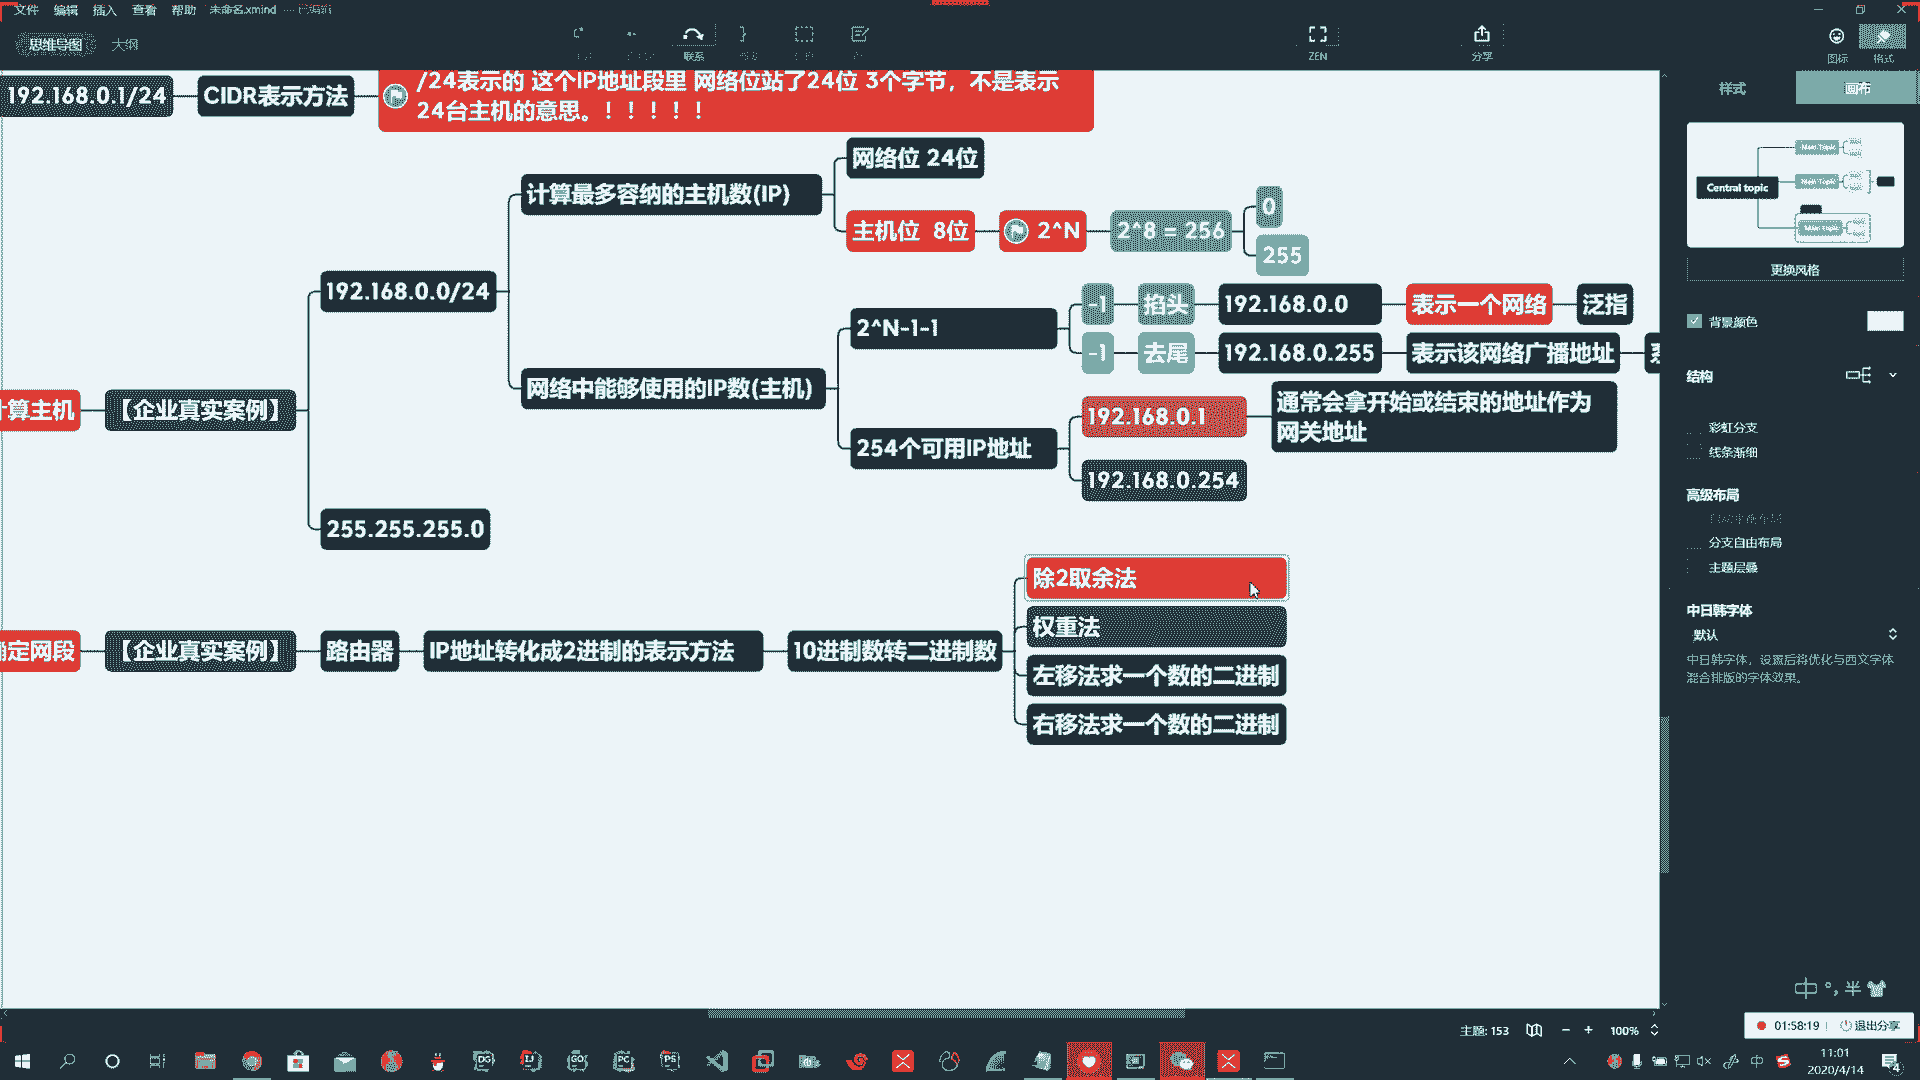 文件 编辑 插入 查看 帮助 未命名.xmind 已编辑
思维导图 大纲
联系
ZEN
分享
图标
格式
192.168.0.1/24
CIDR表示方法
/24表示的 这个IP地址段里 网络位站了24位 3个字节，不是表示
24台主机的意思。！！！！！
网络位 24位
计算最多容纳的主机数(IP)
主机位 8位
2^N
2^8 = 256
0
255
192.168.0.0/24
2^N-1-1
-1
掐头
192.168.0.0
表示一个网络
泛指
-1
去尾
192.168.0.255
表示该网络广播地址
网络中能够使用的IP数(主机)
254个可用IP地址
192.168.0.1
通常会拿开始或结束的地址作为
网关地址
192.168.0.254
计算主机
【企业真实案例】
255.255.255.0
确定网段
【企业真实案例】
路由器
IP地址转化成2进制的表示方法
10进制数转二进制数
除2取余法
权重法
左移法求一个数的二进制
右移法求一个数的二进制
样式
画布
Central topic
Main Topic
Main Topic
Main Topic
更换风格
背景颜色
结构
彩虹分支
线条渐细
高级布局
分支自由布局
主题层叠
中日韩字体
默认
中日韩字体，设置后将优化与西文字体
混合排版的字体效果。
中 °, 半
主题: 153
100%
01:58:19
退出分享
DG
IJ
GO
PC
PS
中
11:01
2020/4/14
4